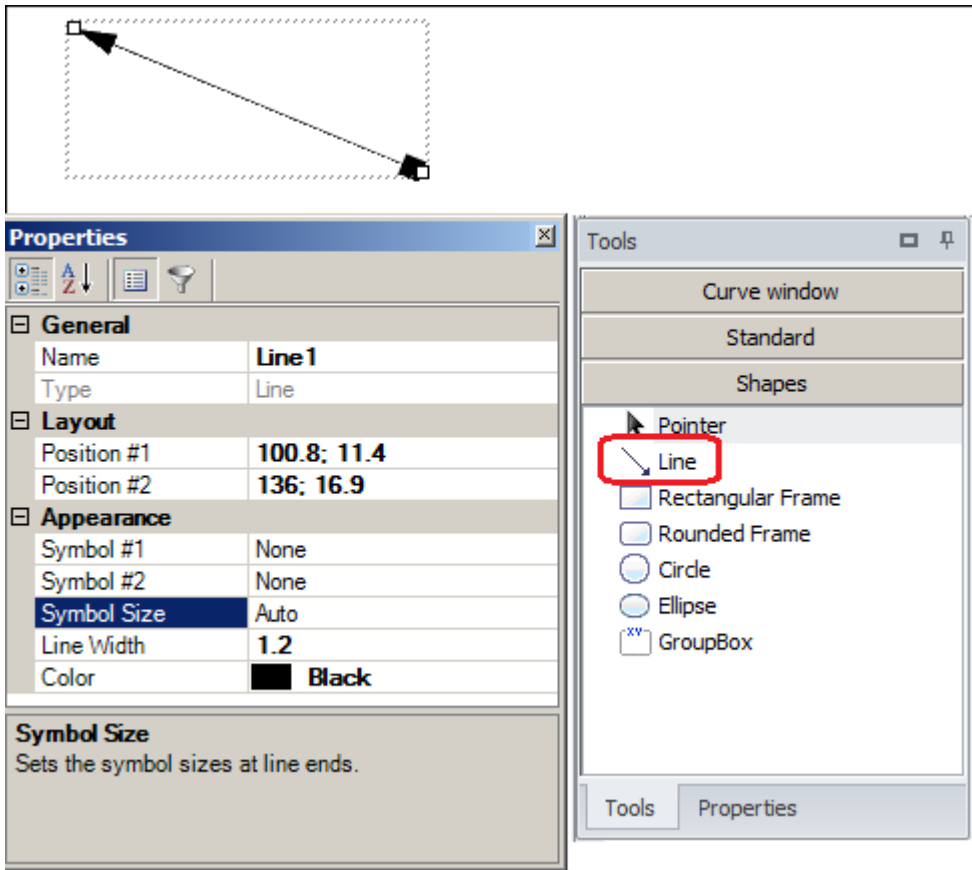 Properties
A
Z
General
Name Line1
Type Line
Layout
Position #1 100.8; 11.4
Position #2 136; 16.9
Appearance
Symbol #1 None
Symbol #2 None
Symbol Size Auto
Line Width 1.2
Color Black
Symbol Size
Sets the symbol sizes at line ends.
Tools
Curve window
Standard
Shapes
Pointer
Line
Rectangular Frame
Rounded Frame
Circle
Ellipse
xy GroupBox
Tools Properties